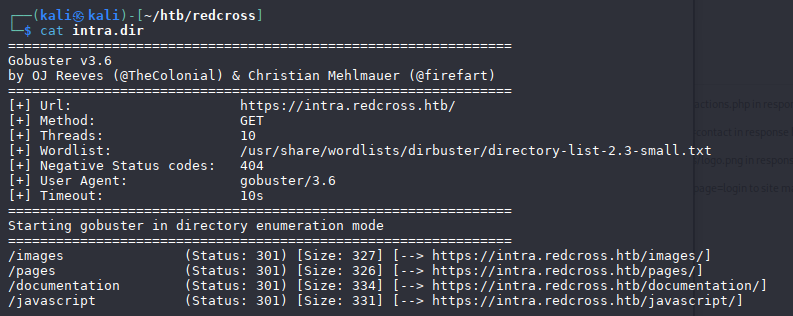 ┌──(kali㉿kali)-[~/htb/redcross]
└─$ cat intra.dir
===============================================================
Gobuster v3.6
by OJ Reeves (@TheColonial) & Christian Mehlmauer (@firefart)
===============================================================
[+] Url:                     https://intra.redcross.htb/
[+] Method:                  GET
[+] Threads:                 10
[+] Wordlist:                /usr/share/wordlists/dirbuster/directory-list-2.3-small.txt
[+] Negative Status codes:   404
[+] User Agent:              gobuster/3.6
[+] Timeout:                 10s
===============================================================
Starting gobuster in directory enumeration mode
===============================================================
/images               (Status: 301) [Size: 327] [--> https://intra.redcross.htb/images/]
/pages                (Status: 301) [Size: 326] [--> https://intra.redcross.htb/pages/]
/documentation        (Status: 301) [Size: 334] [--> https://intra.redcross.htb/documentation/]
/javascript           (Status: 301) [Size: 331] [--> https://intra.redcross.htb/javascript/]